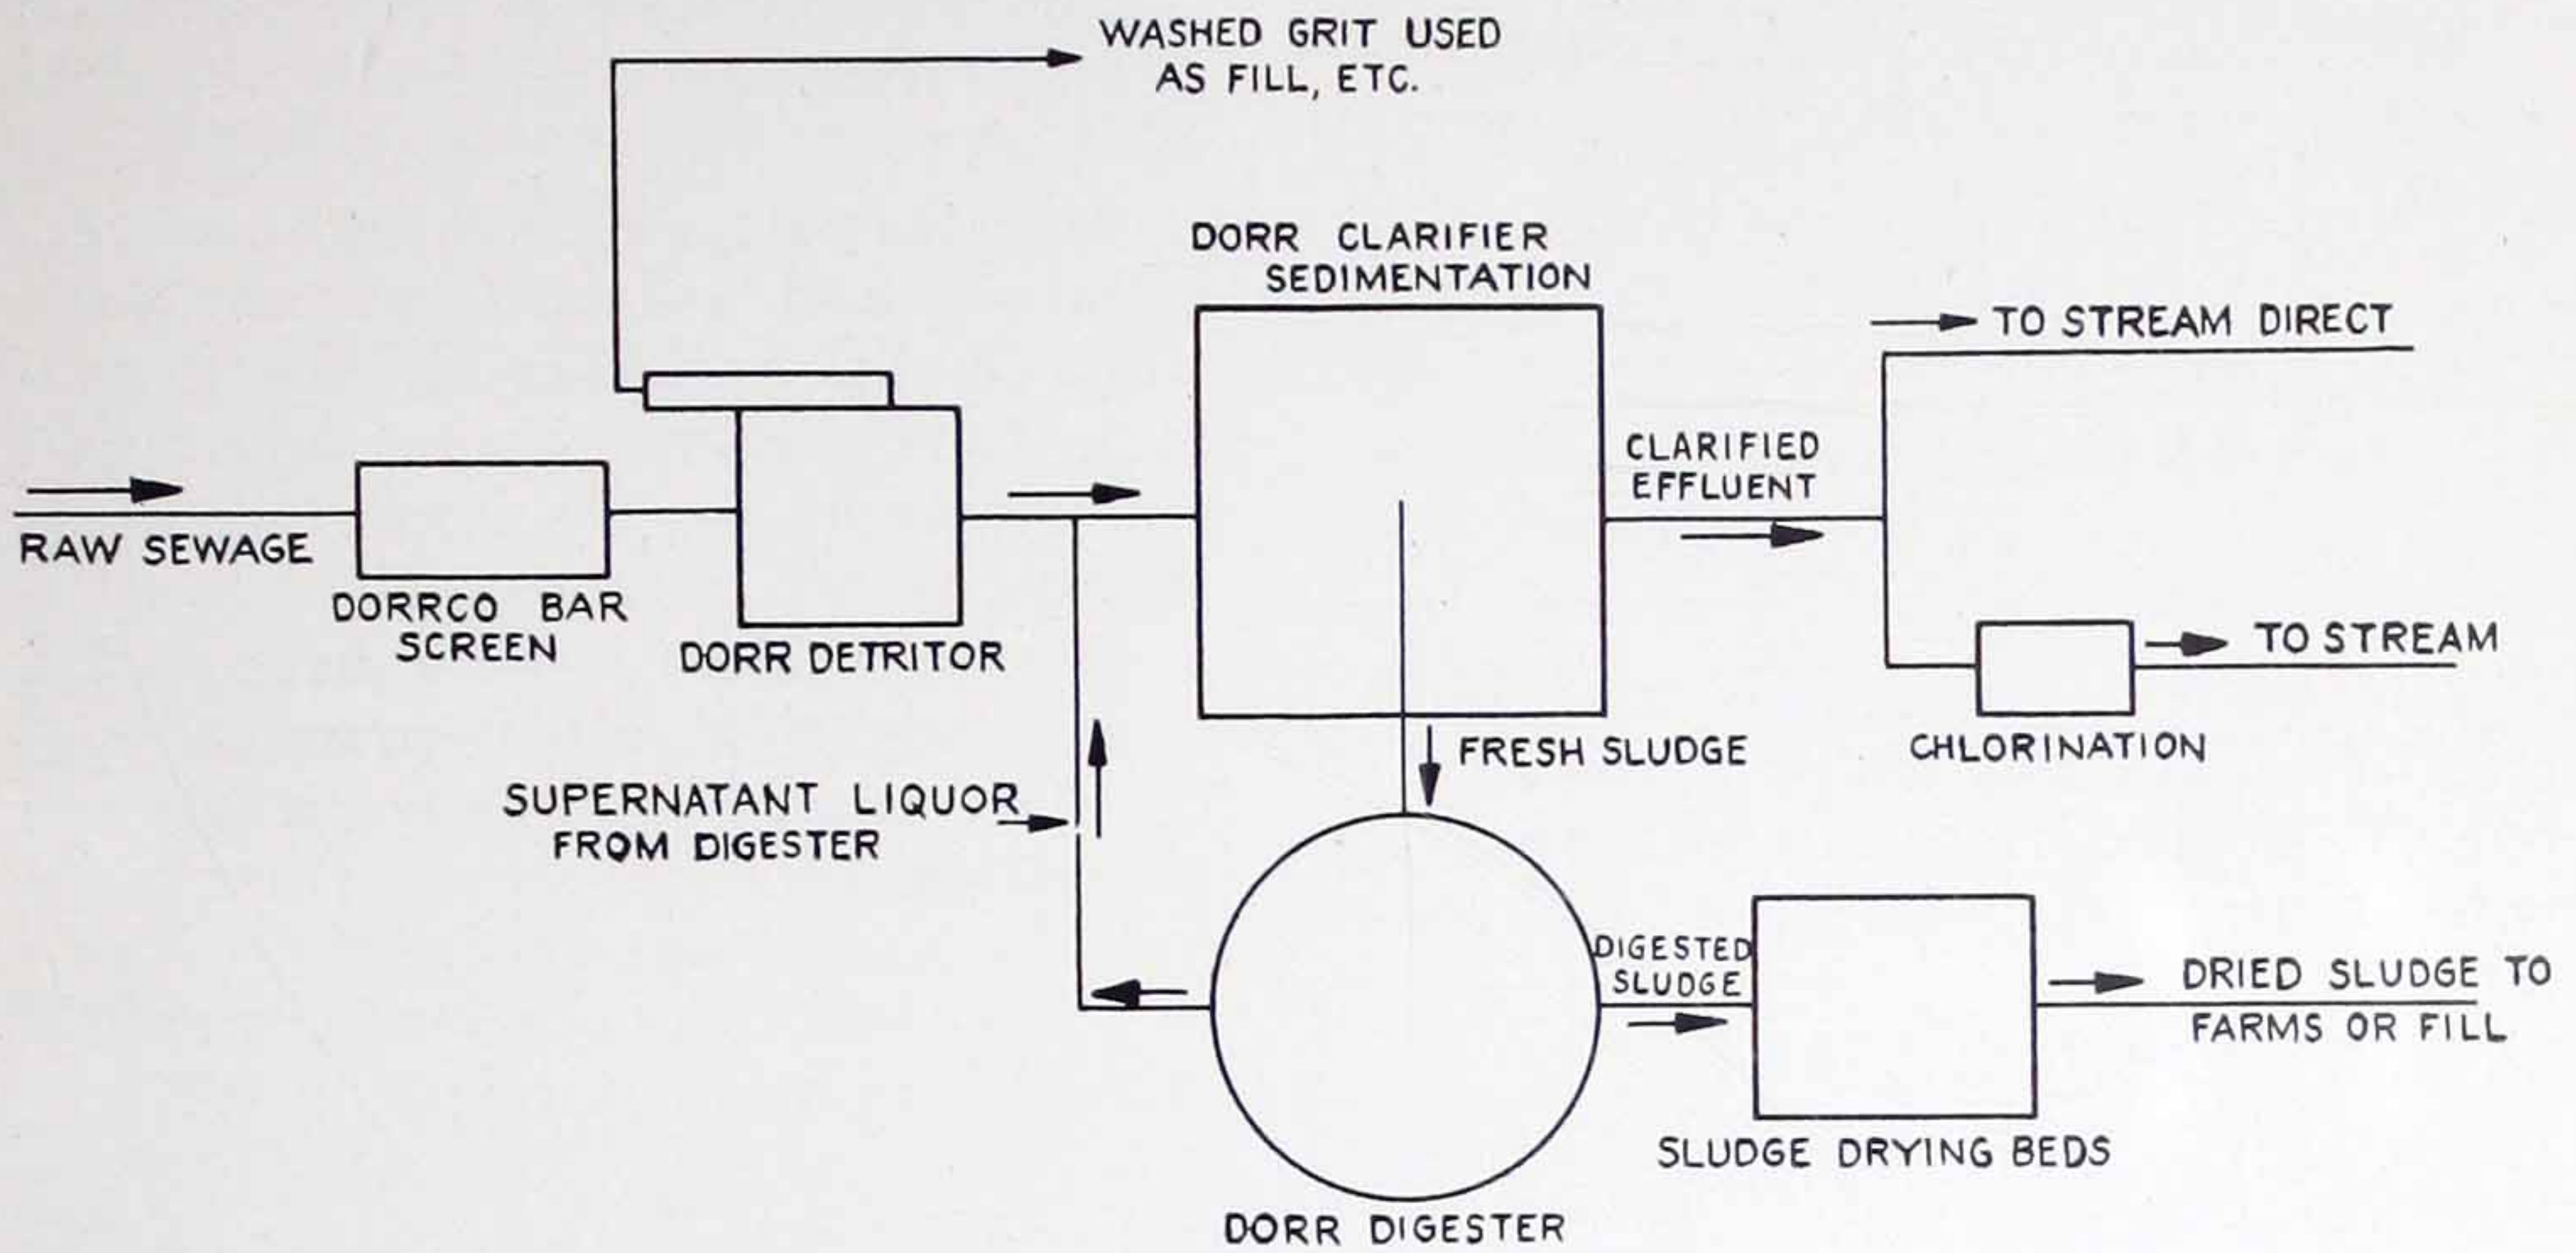 WASHED GRIT USED
AS FILL, ETC.
DORR CLARIFIER
SEDIMENTATION
TO STREAM DIRECT
CLARIFIED
EFFLUENT
RAW SEWAGE
DORRCO BAR
SCREEN
DORR DETRITOR
TO STREAM
CHLORINATION
FRESH SLUDGE
SUPERNATANT LIQUOR
FROM DIGESTER
DIGESTED
SLUDGE
DRIED SLUDGE TO
FARMS OR FILL
SLUDGE DRYING BEDS
DORR DIGESTER